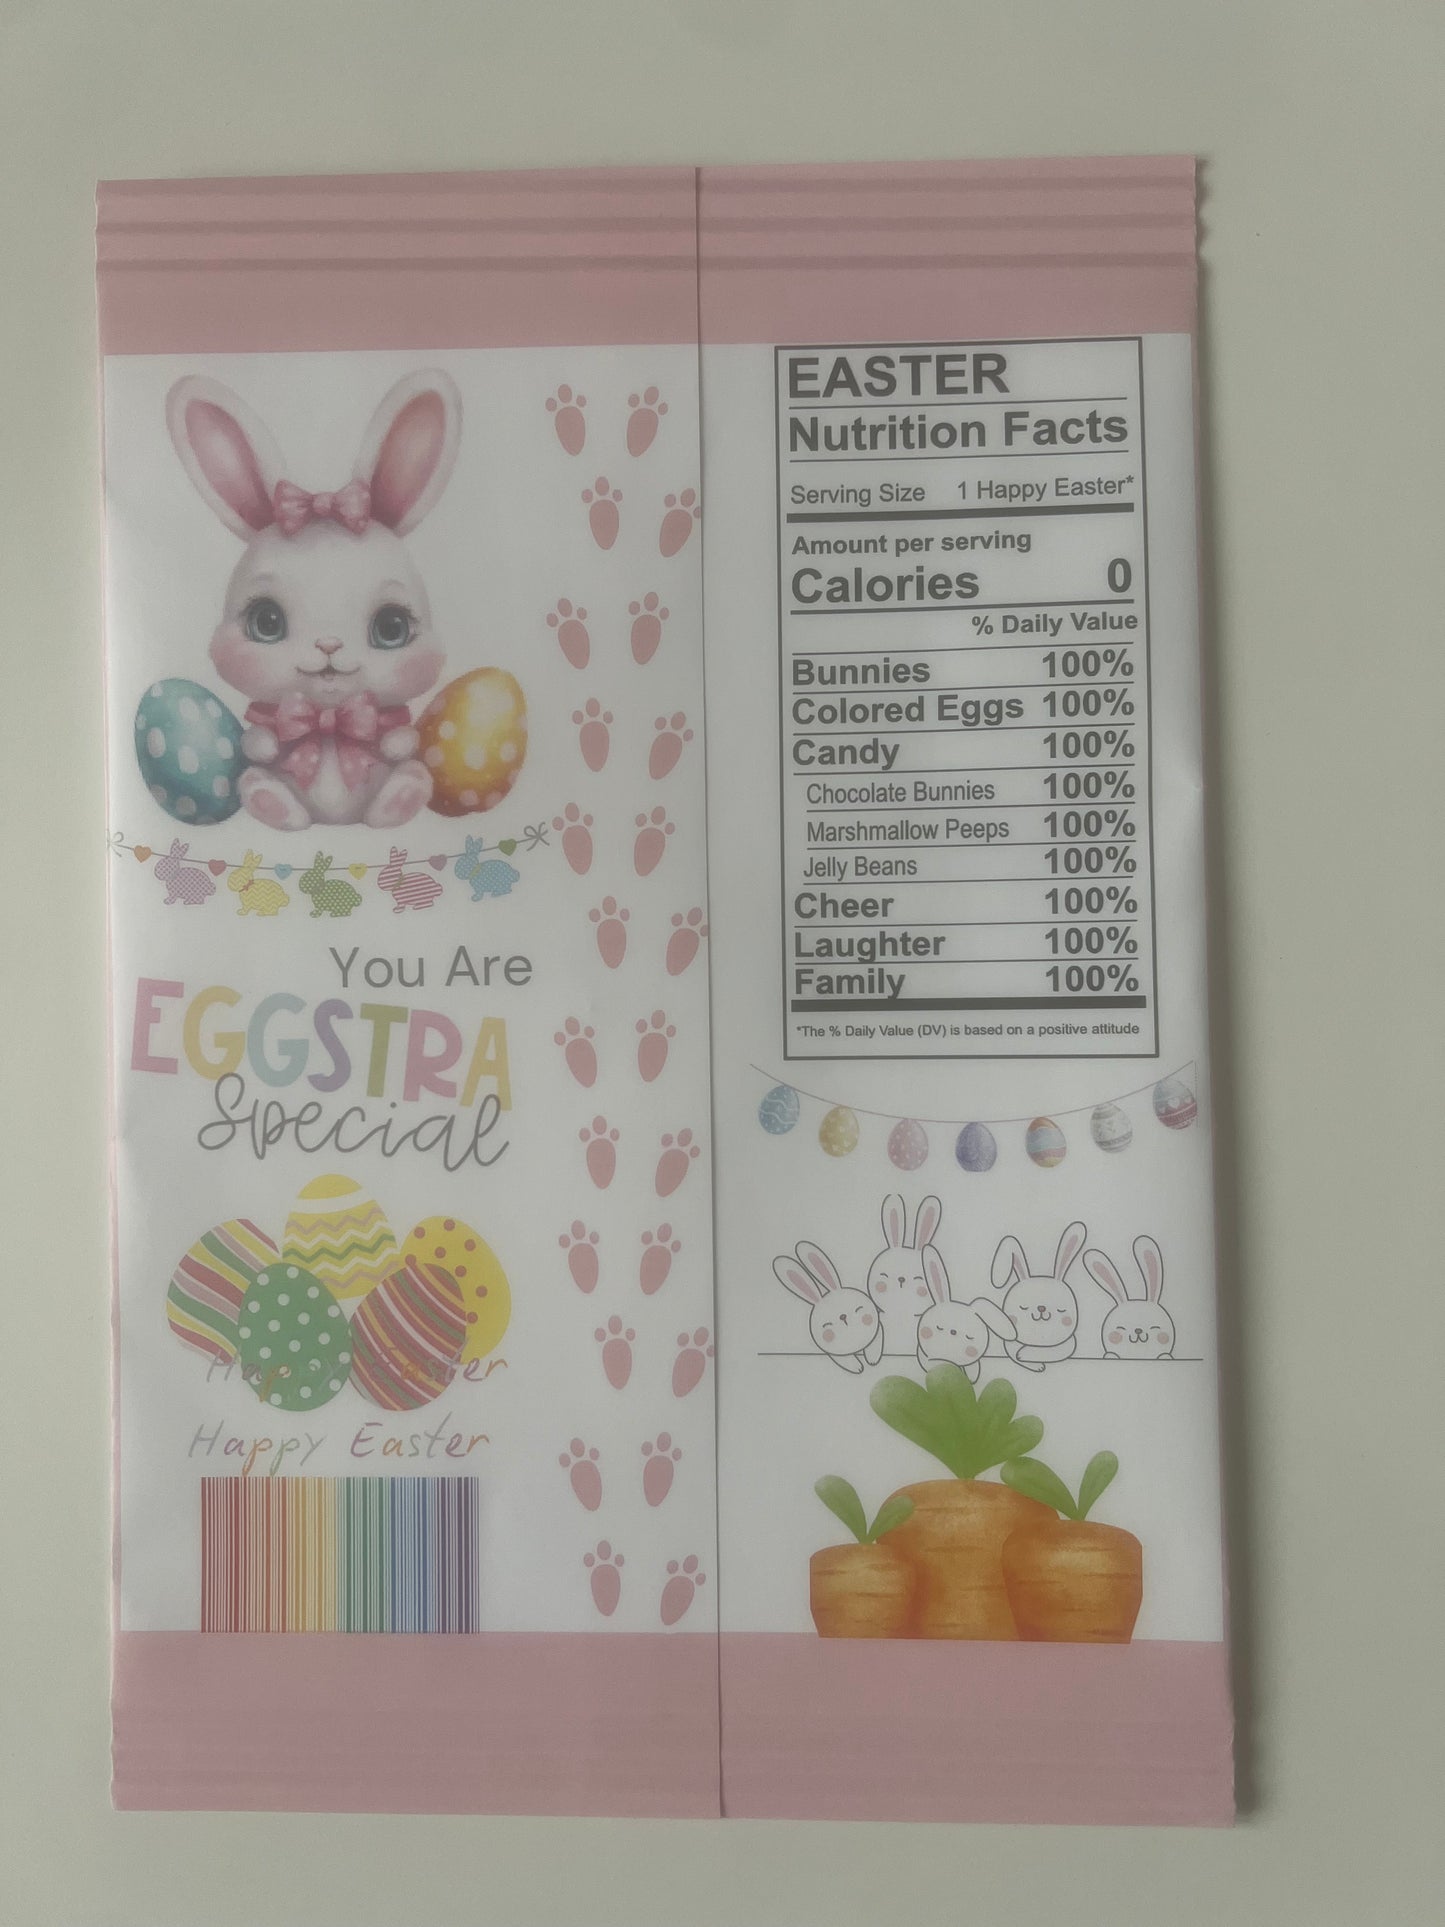 You Are
EGGSTRA
Special
Happy Easter
Happy Easter
EASTER
Nutrition Facts
Serving Size 1 Happy Easter*
Amount per serving
Calories 0
% Daily Value
Bunnies 100%
Colored Eggs 100%
Candy 100%
Chocolate Bunnies 100%
Marshmallow Peeps 100%
Jelly Beans 100%
Cheer 100%
Laughter 100%
Family 100%
*The % Daily Value (DV) is based on a positive attitude